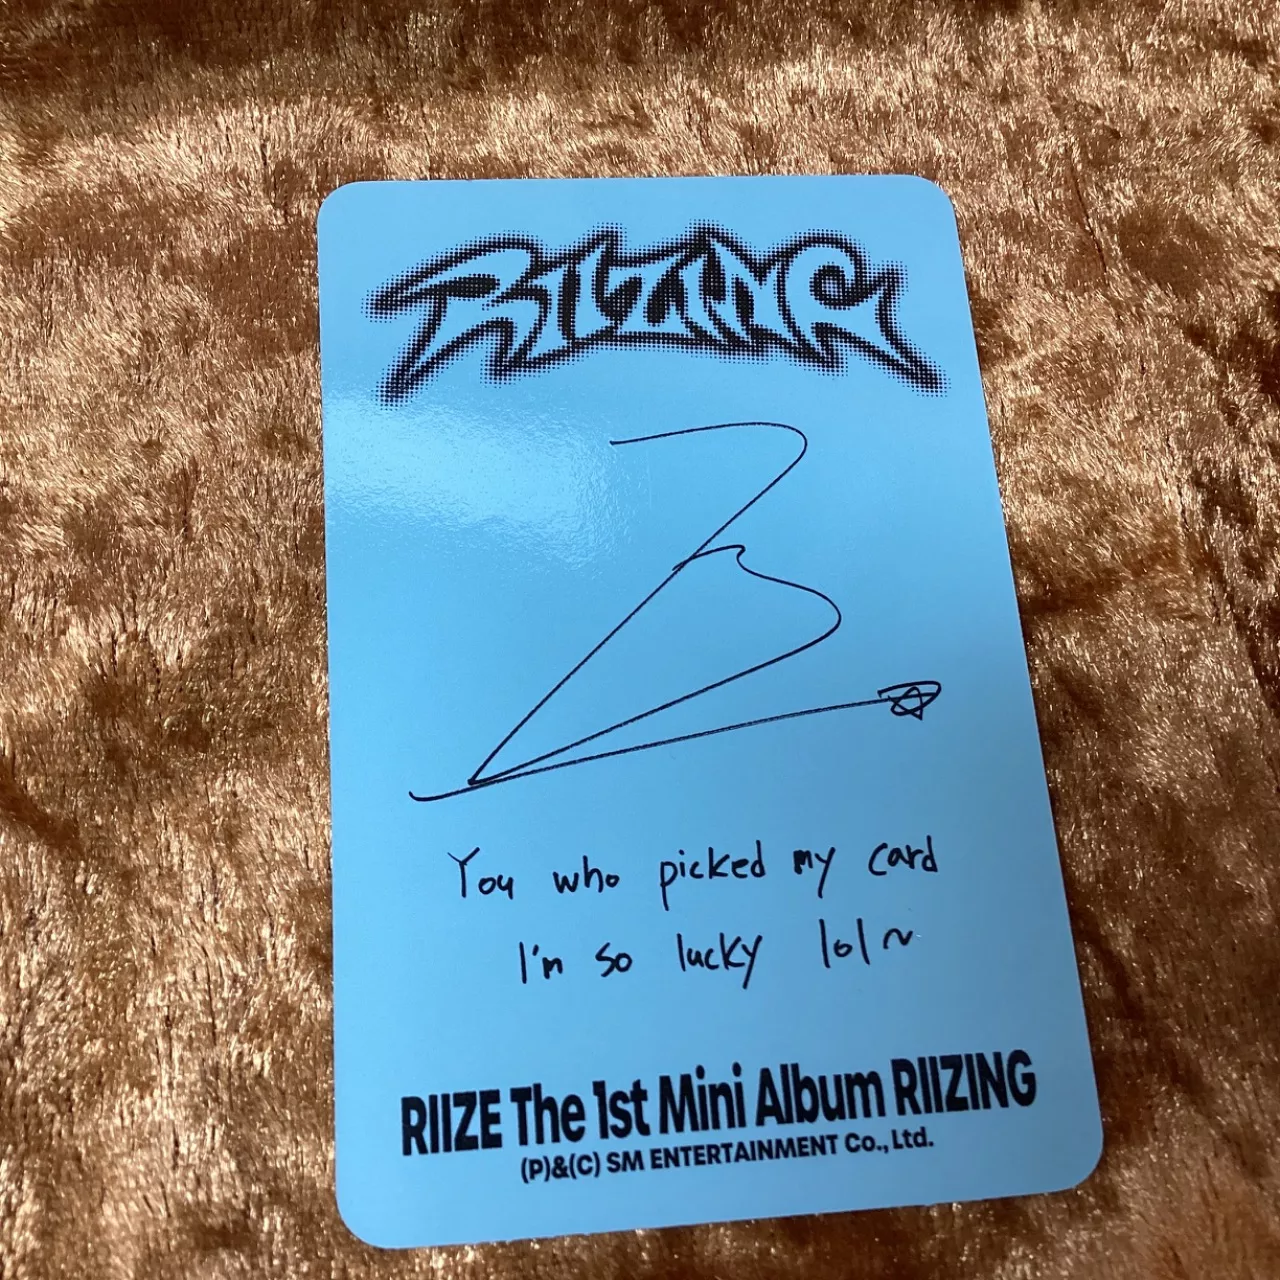 RIIZING
You who picked my card
I'm so lucky lol~
RIIZE The 1st Mini Album RIIZING
(P)&(C) SM ENTERTAINMENT Co., Ltd.